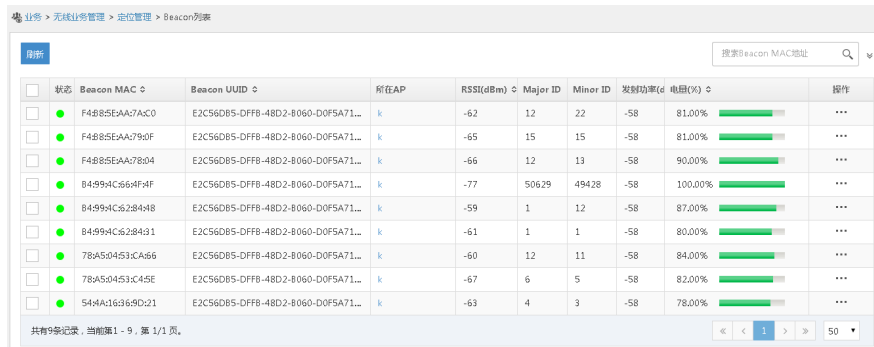 业务 > 无线业务管理 > 定位管理 > Beacon列表
刷新 搜索Beacon MAC地址
状态 Beacon MAC Beacon UUID 所在AP RSSI(dBm) Major ID Minor ID 发射功率(d 电量(%) 操作
F4:B8:5E:AA:7A:C0 E2C56DB5-DFFB-48D2-B060-D0F5A71... k -62 12 22 -58 81.00% ...
F4:B8:5E:AA:79:0F E2C56DB5-DFFB-48D2-B060-D0F5A71... k -65 15 15 -58 81.00% ...
F4:B8:5E:AA:78:04 E2C56DB5-DFFB-48D2-B060-D0F5A71... k -66 12 13 -58 90.00% ...
B4:99:4C:66:4F:4F E2C56DB5-DFFB-48D2-B060-D0F5A71... k -77 50629 49428 -58 100.00% ...
B4:99:4C:62:84:48 E2C56DB5-DFFB-48D2-B060-D0F5A71... k -59 1 12 -58 87.00% ...
B4:99:4C:62:84:31 E2C56DB5-DFFB-48D2-B060-D0F5A71... k -61 1 1 -58 80.00% ...
78:A5:04:53:CA:66 E2C56DB5-DFFB-48D2-B060-D0F5A71... k -60 12 11 -58 84.00% ...
78:A5:04:53:C4:5E E2C56DB5-DFFB-48D2-B060-D0F5A71... k -67 6 5 -58 82.00% ...
54:4A:16:36:9D:21 E2C56DB5-DFFB-48D2-B060-D0F5A71... k -63 4 3 -58 78.00% ...
共有9条记录，当前第1 - 9，第 1/1 页。 « < 1 > » 50